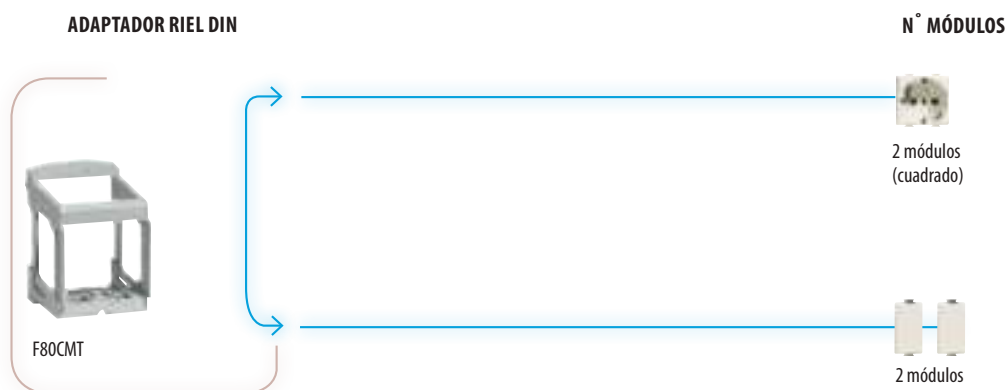 ADAPTADOR RIEL DIN
N° MÓDULOS
2 módulos
(cuadrado)
F80CMT
2 módulos